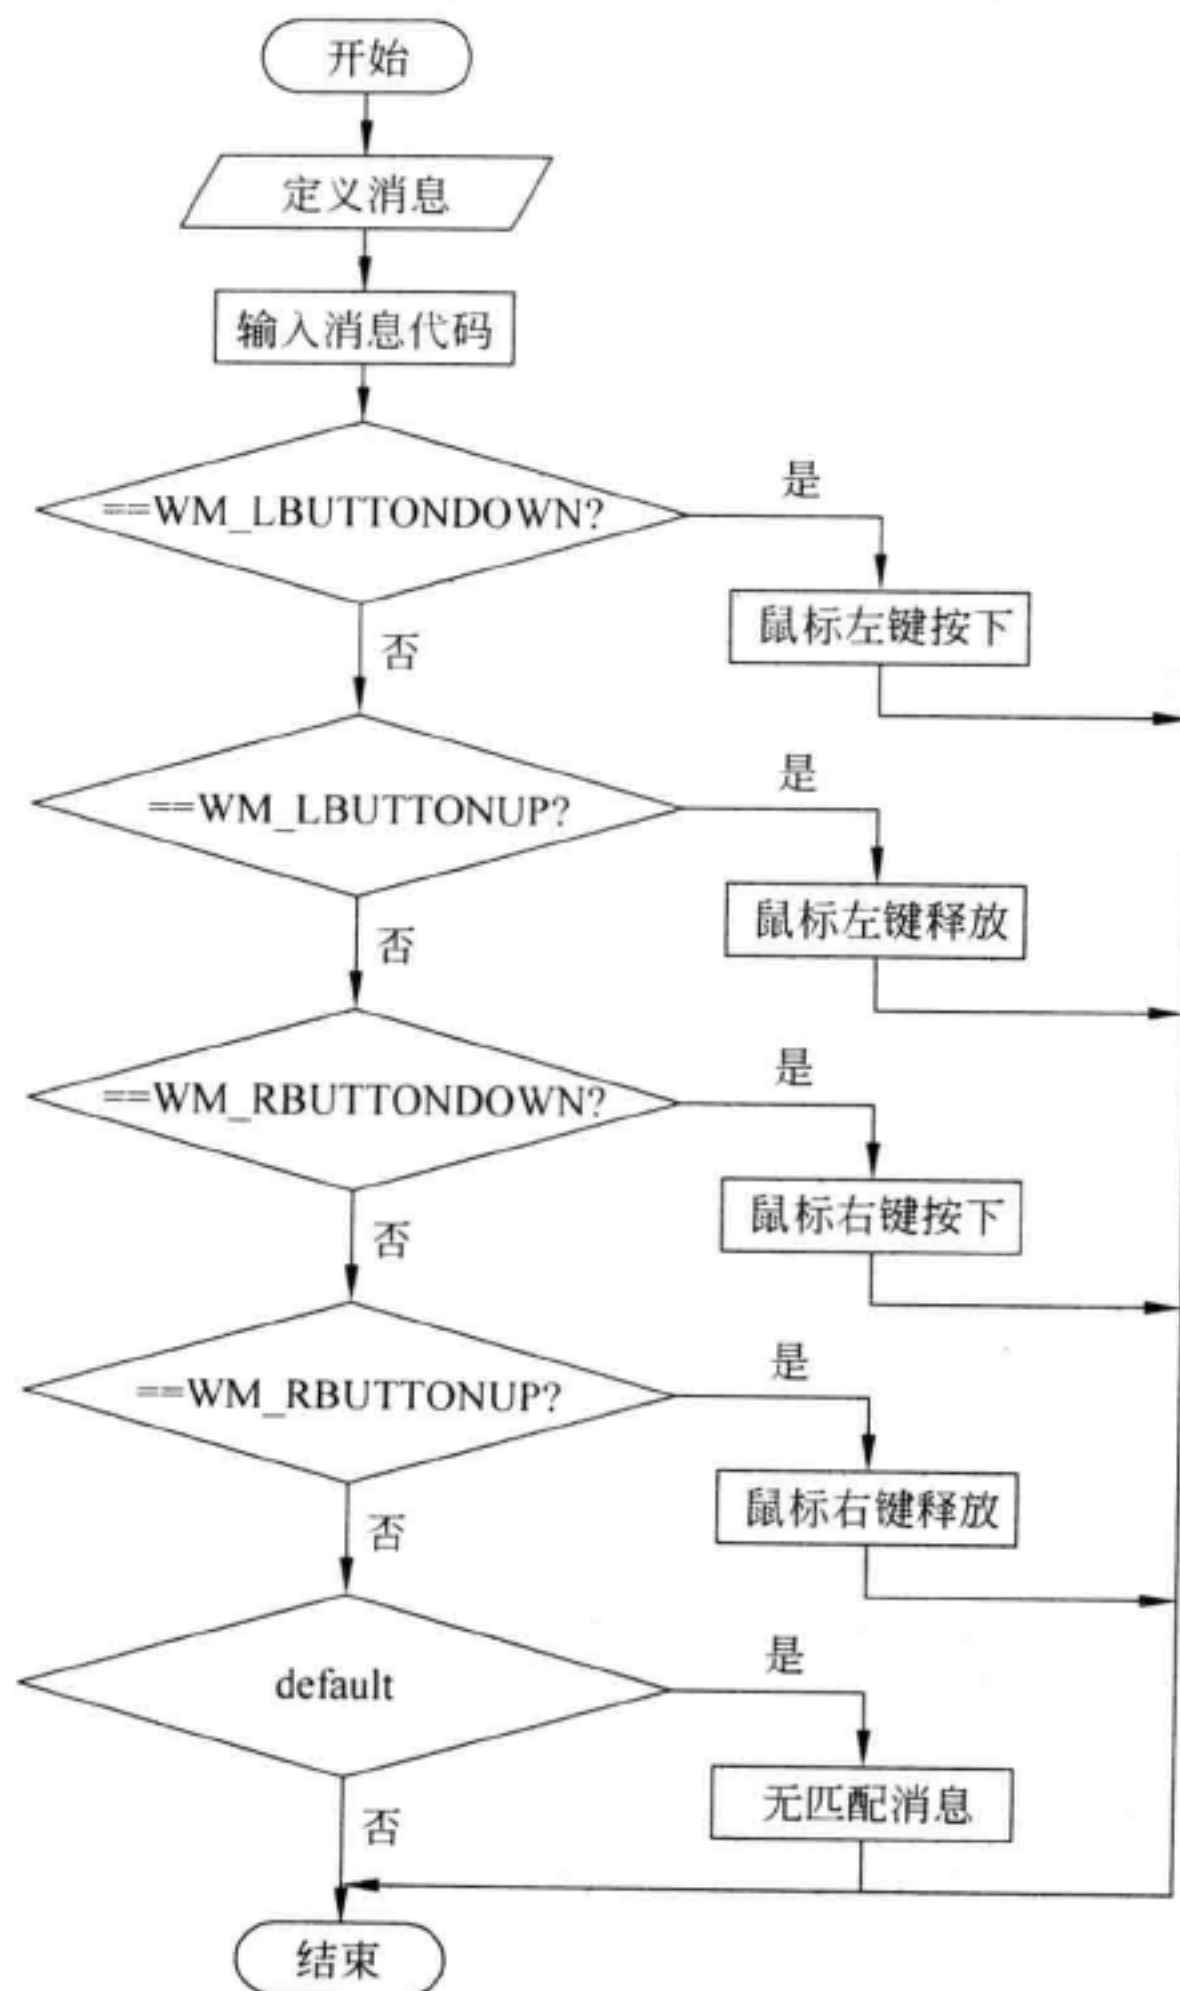 开始
定义消息
输入消息代码
==WM_LBUTTONDOWN?
是
鼠标左键按下
否
==WM_LBUTTONUP?
是
鼠标左键释放
否
==WM_RBUTTONDOWN?
是
鼠标右键按下
否
==WM_RBUTTONUP?
是
鼠标右键释放
否
default
是
无匹配消息
否
结束